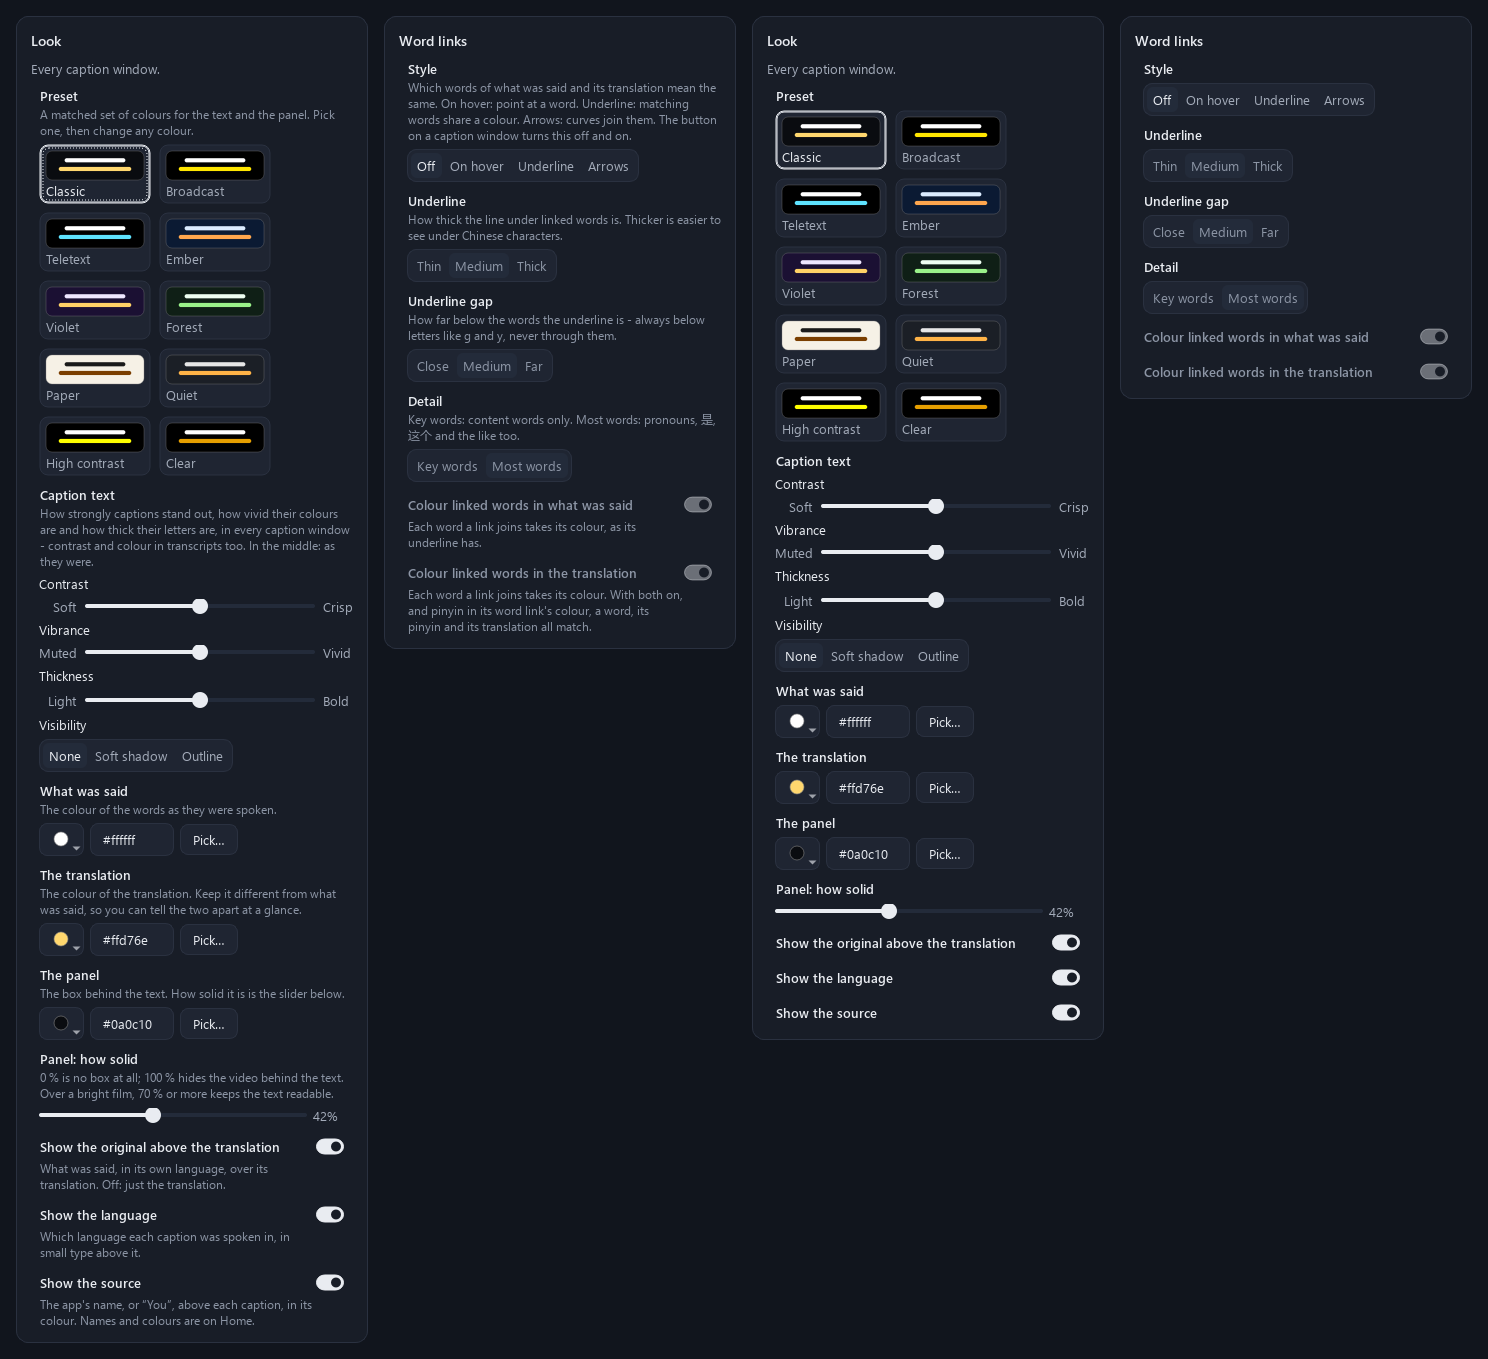 Look
Every caption window.
Preset
A matched set of colours for the text and the panel. Pick
one, then change any colour.
Classic
Broadcast
Teletext
Ember
Violet
Forest
Paper
Quiet
High contrast
Clear
Caption text
How strongly captions stand out, how vivid their colours
are and how thick their letters are, in every caption window
- contrast and colour in transcripts too. In the middle: as
they were.
Contrast
Soft
Crisp
Vibrance
Muted
Vivid
Thickness
Light
Bold
Visibility
None Soft shadow Outline
What was said
The colour of the words as they were spoken.
#ffffff Pick...
The translation
The colour of the translation. Keep it different from what
was said, so you can tell the two apart at a glance.
#ffd76e Pick...
The panel
The box behind the text. How solid it is is the slider below.
#0a0c10 Pick...
Panel: how solid
0 % is no box at all; 100 % hides the video behind the text.
Over a bright film, 70 % or more keeps the text readable.
42%
Show the original above the translation
What was said, in its own language, over its
translation. Off: just the translation.
Show the language
Which language each caption was spoken in, in
small type above it.
Show the source
The app's name, or “You”, above each caption, in its
colour. Names and colours are on Home.
Word links
Style
Which words of what was said and its translation mean the
same. On hover: point at a word. Underline: matching
words share a colour. Arrows: curves join them. The button
on a caption window turns this off and on.
Off On hover Underline Arrows
Underline
How thick the line under linked words is. Thicker is easier to
see under Chinese characters.
Thin Medium Thick
Underline gap
How far below the words the underline is - always below
letters like g and y, never through them.
Close Medium Far
Detail
Key words: content words only. Most words: pronouns, 是,
这个 and the like too.
Key words Most words
Colour linked words in what was said
Each word a link joins takes its colour, as its
underline has.
Colour linked words in the translation
Each word a link joins takes its colour. With both on,
and pinyin in its word link's colour, a word, its
pinyin and its translation all match.
Look
Every caption window.
Preset
Classic
Broadcast
Teletext
Ember
Violet
Forest
Paper
Quiet
High contrast
Clear
Caption text
Contrast
Soft
Crisp
Vibrance
Muted
Vivid
Thickness
Light
Bold
Visibility
None Soft shadow Outline
What was said
#ffffff Pick...
The translation
#ffd76e Pick...
The panel
#0a0c10 Pick...
Panel: how solid
42%
Show the original above the translation
Show the language
Show the source
Word links
Style
Off On hover Underline Arrows
Underline
Thin Medium Thick
Underline gap
Close Medium Far
Detail
Key words Most words
Colour linked words in what was said
Colour linked words in the translation